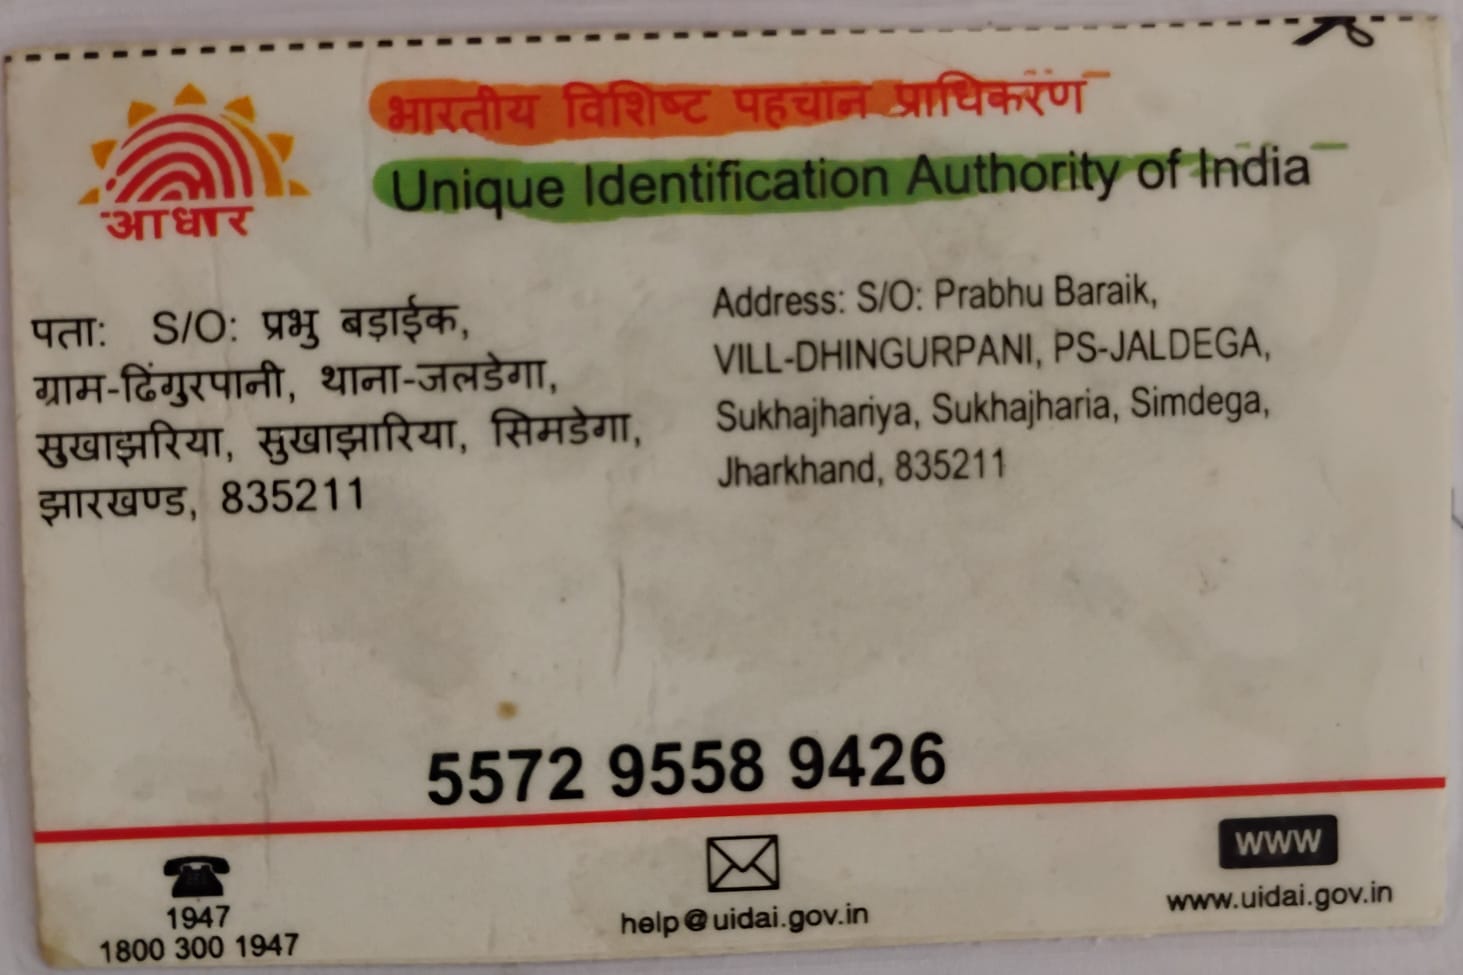 भारतीय विशिष्ट पहचान प्राधिकरण
Unique Identification Authority of India
आधार
पता: S/O: प्रभु बड़ाईक,
ग्राम-ढिंगुरपानी, थाना-जलडेगा,
सुखाझरिया, सुखाझारिया, सिमडेगा,
झारखण्ड, 835211
Address: S/O: Prabhu Baraik,
VILL-DHINGURPANI, PS-JALDEGA,
Sukhajhariya, Sukhajharia, Simdega,
Jharkhand, 835211
5572 9558 9426
1947
1800 300 1947
help@uidai.gov.in
WWW
www.uidai.gov.in